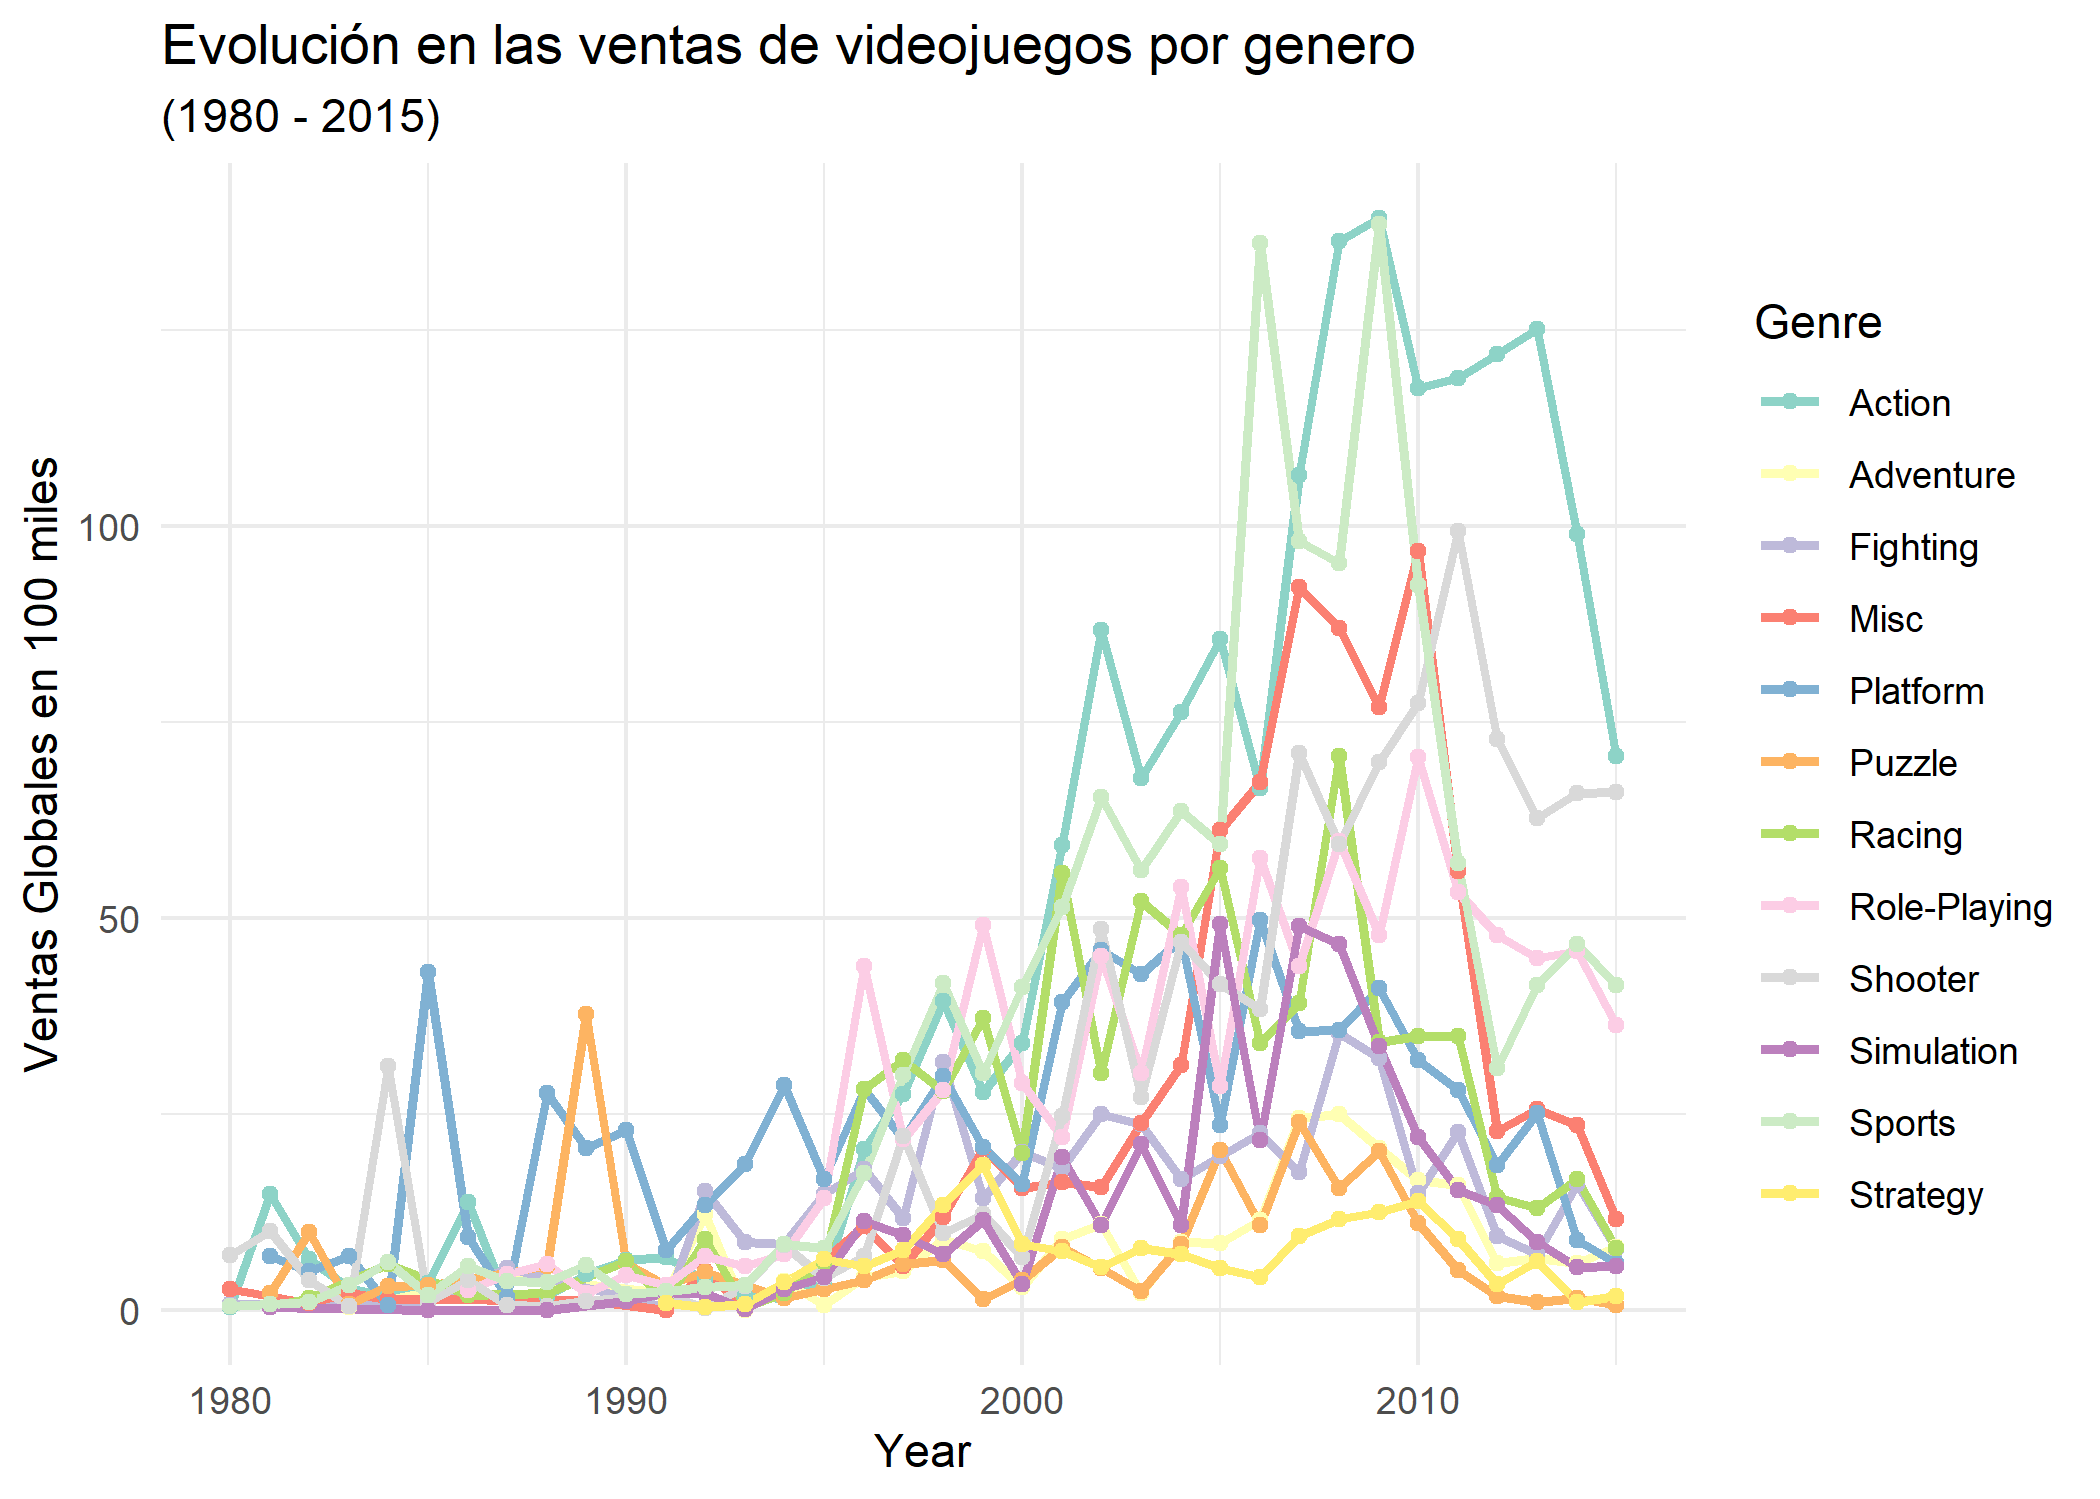 Evolución en las ventas de videojuegos por genero
(1980 - 2015)
Ventas Globales en 100 miles
100
50
0
1980
1990
2000
2010
Year
Genre
Action
Adventure
Fighting
Misc
Platform
Puzzle
Racing
Role-Playing
Shooter
Simulation
Sports
Strategy